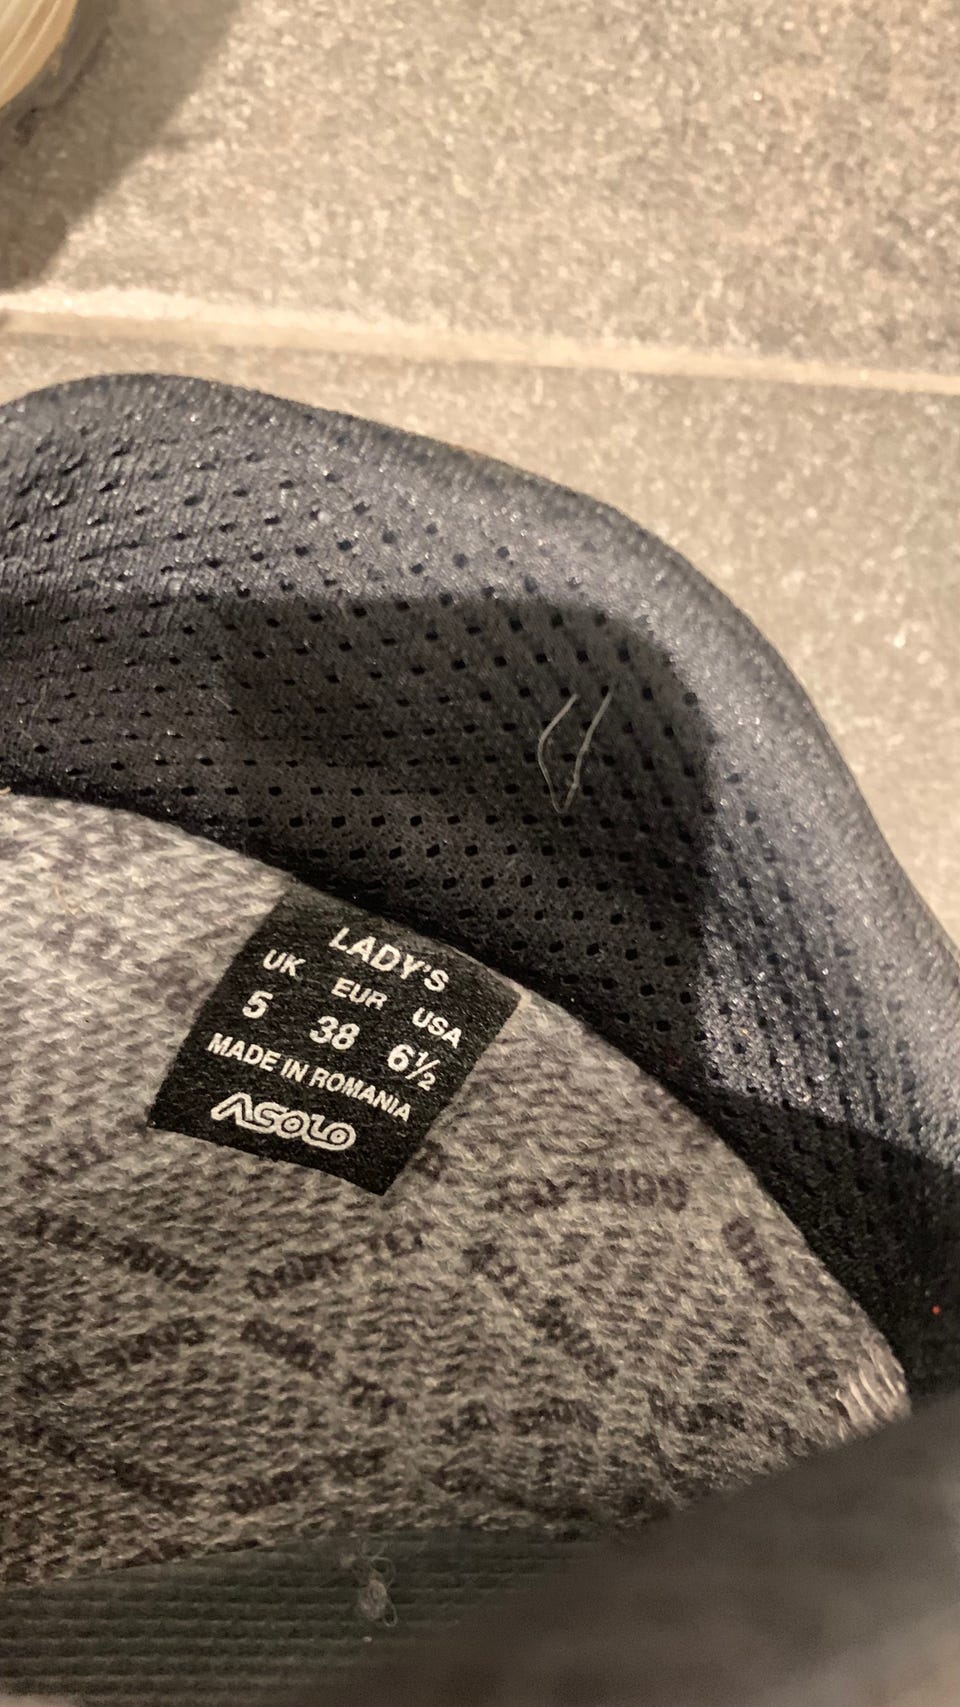 LADY'S
UK EUR USA
5 38 6½
MADE IN ROMANIA
ASOLO